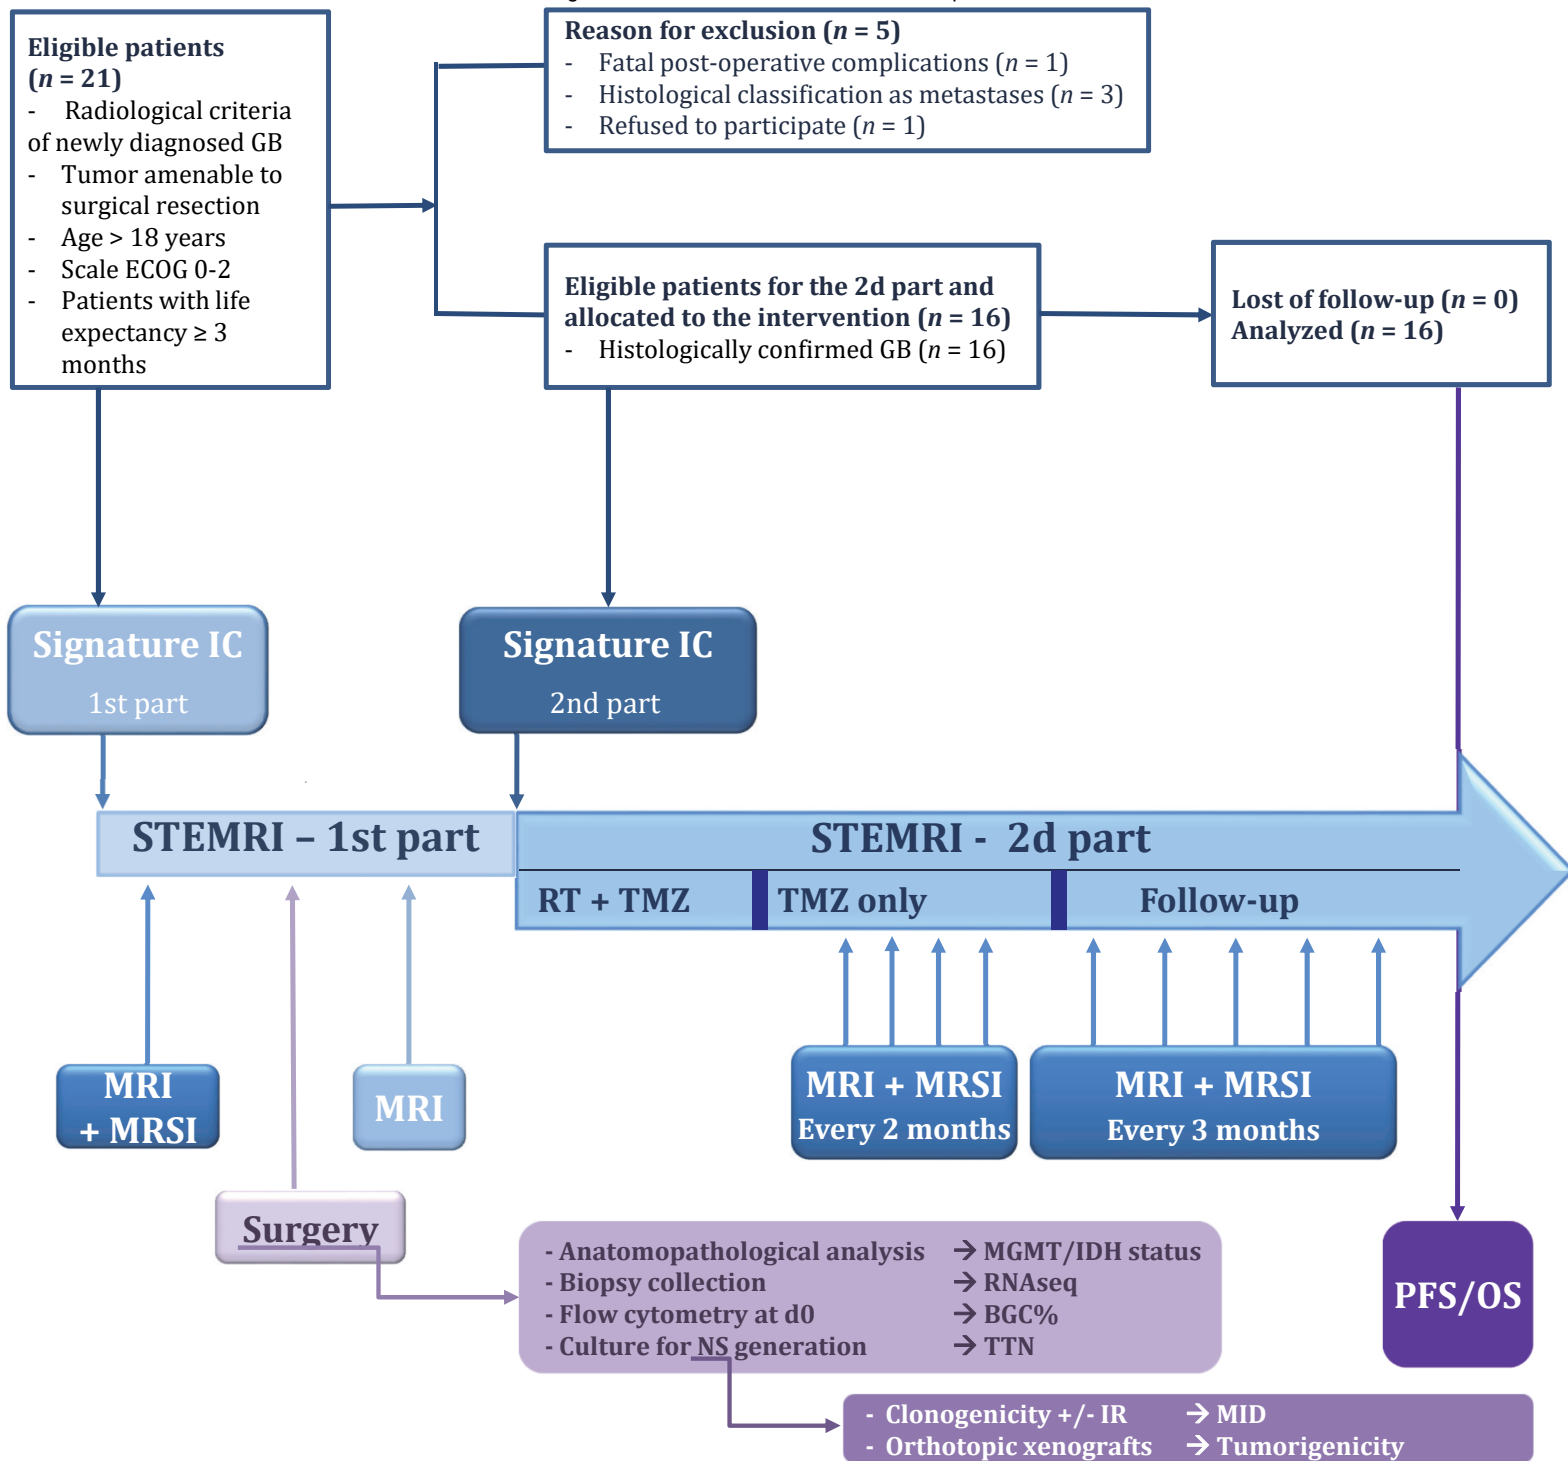 Eligible patients
(n = 21)
- Radiological criteria
of newly diagnosed GB
- Tumor amenable to
surgical resection
- Age > 18 years
- Scale ECOG 0-2
- Patients with life
expectancy ≥ 3
months
Reason for exclusion (n = 5)
- Fatal post-operative complications (n = 1)
- Histological classification as metastases (n = 3)
- Refused to participate (n = 1)
Eligible patients for the 2d part and
allocated to the intervention (n = 16)
- Histologically confirmed GB (n = 16)
Lost of follow-up (n = 0)
Analyzed (n = 16)
Signature IC
1st part
Signature IC
2nd part
STEMRI – 1st part
STEMRI - 2d part
RT + TMZ
TMZ only
Follow-up
MRI
+ MRSI
MRI
MRI + MRSI
Every 2 months
MRI + MRSI
Every 3 months
Surgery
- Anatomopathological analysis → MGMT/IDH status
- Biopsy collection → RNAseq
- Flow cytometry at d0 → BGC%
- Culture for NS generation → TTN
PFS/OS
- Clonogenicity +/- IR → MID
- Orthotopic xenografts → Tumorigenicity